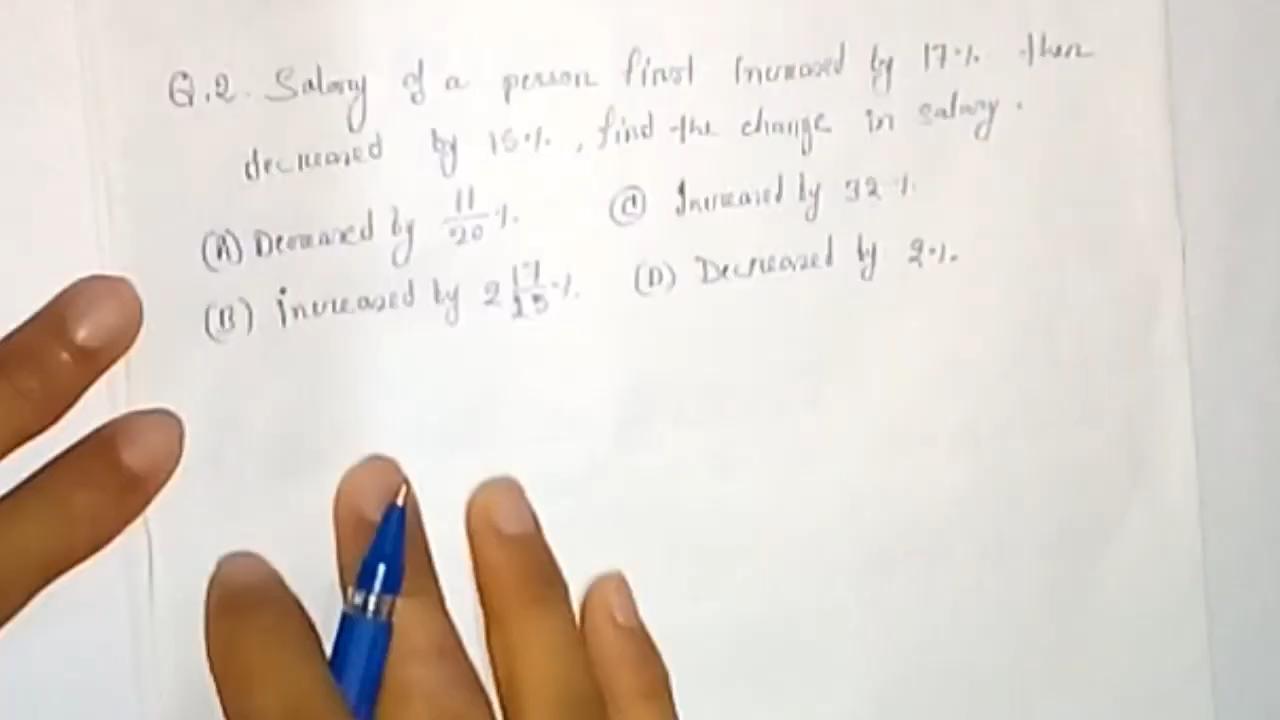 Q.2. Salary of a person first increased by 17% then
decreased by 15%, find the change in salary.
(A) Decreased by 11/20 %. (C) Increased by 32%.
(B) increased by 2 17/15 %. (D) Decreased by 2%.